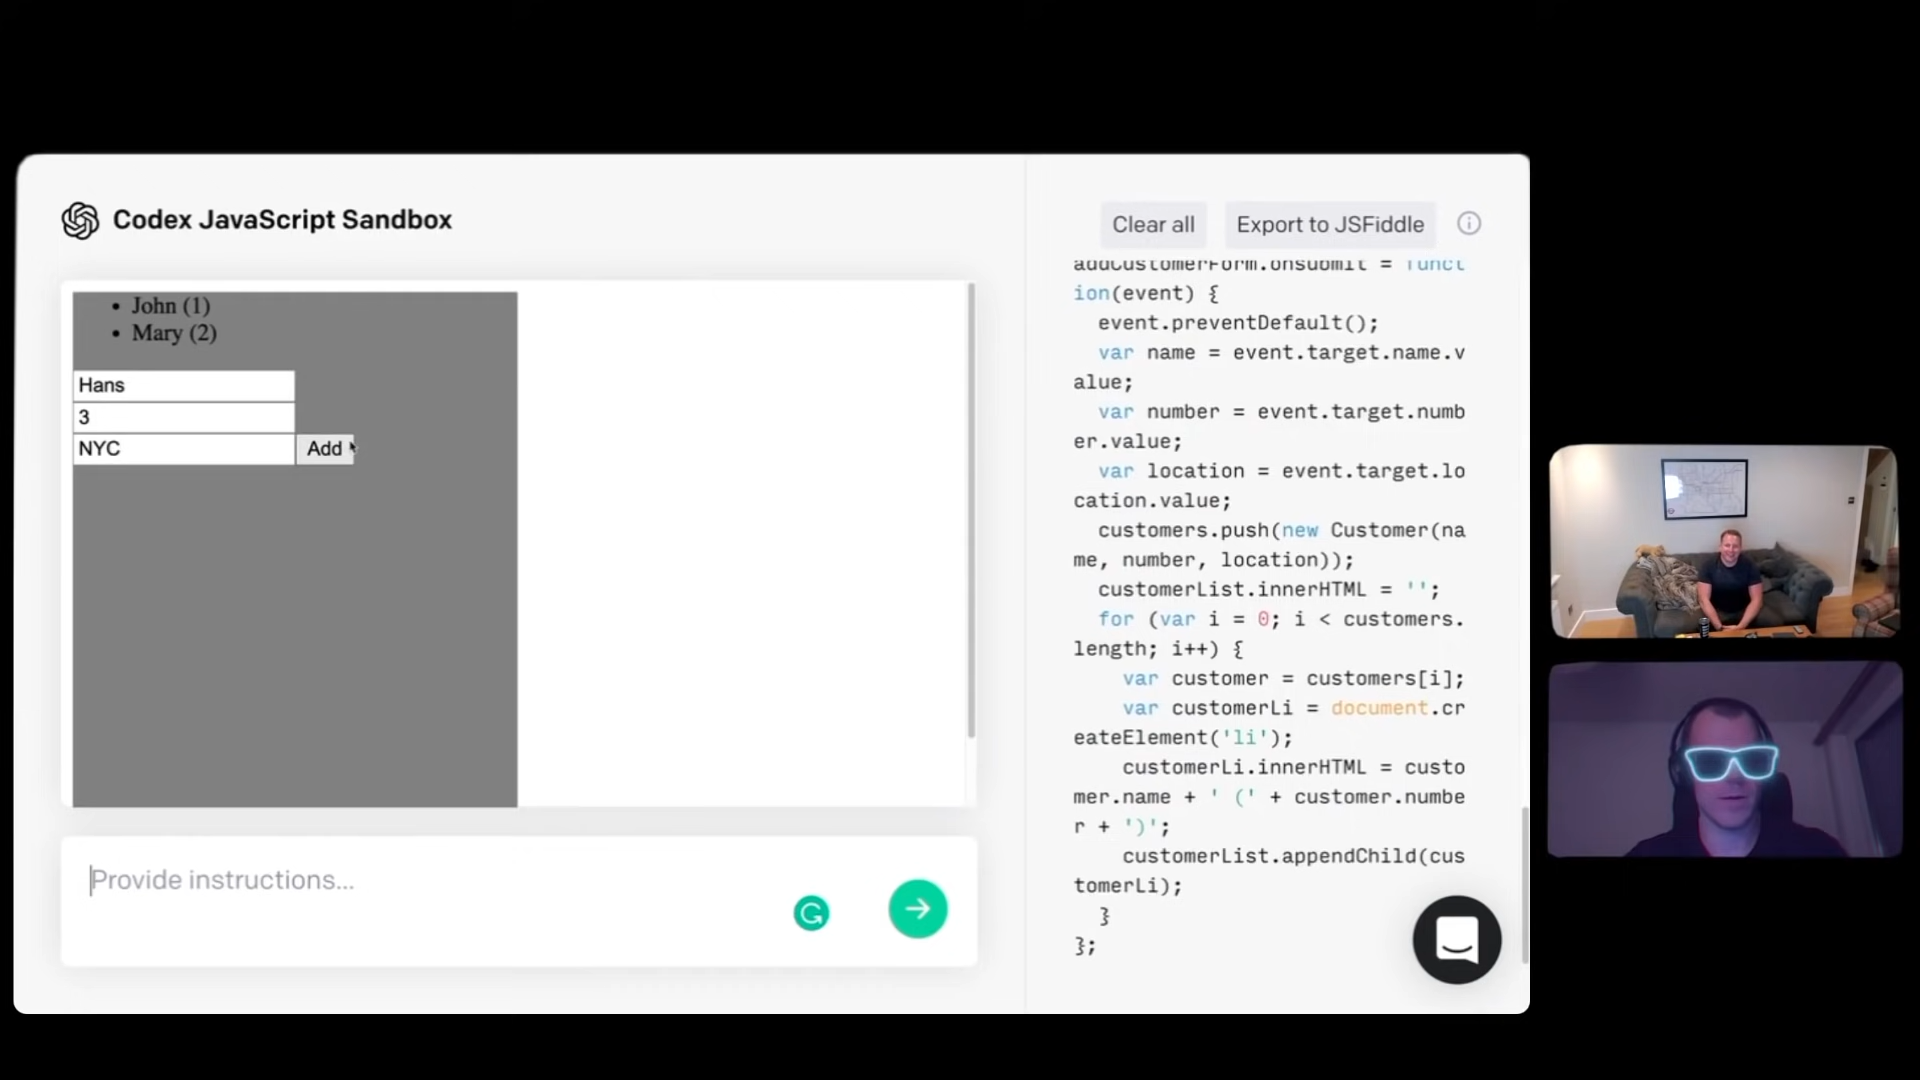 Codex JavaScript Sandbox
John (1)
Mary (2)
Hans
3
NYC
Add
Provide instructions...
Clear all
Export to JSFiddle
addCustomerForm.onsubmit = funct
ion(event) {
event.preventDefault();
var name = event.target.name.v
alue;
var number = event.target.numb
er.value;
var location = event.target.lo
cation.value;
customers.push(new Customer(na
me, number, location));
customerList.innerHTML = '';
for (var i = 0; i < customers.
length; i++) {
var customer = customers[i];
var customerLi = document.cr
eateElement('li');
customerLi.innerHTML = custo
mer.name + ' (' + customer.numbe
r + ')';
customerList.appendChild(cus
tomerLi);
}
};